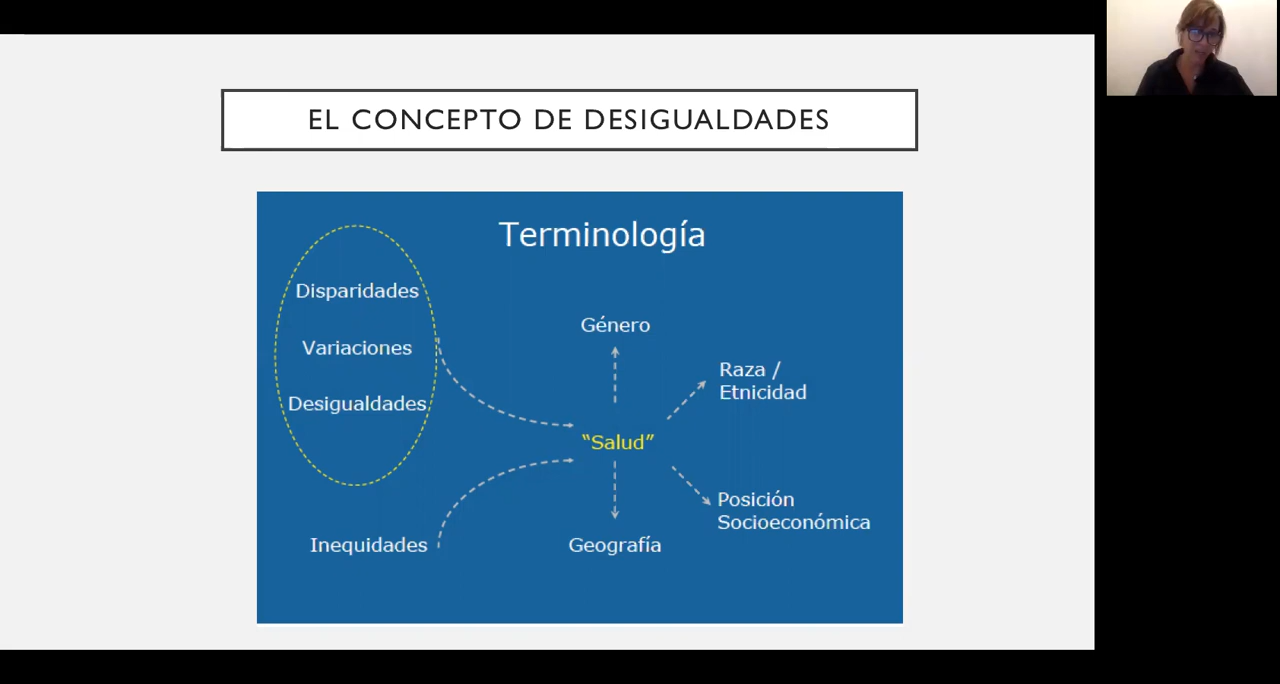 EL CONCEPTO DE DESIGUALDADES
Terminología
Disparidades
Variaciones
Desigualdades
Inequidades
"Salud"
Género
Raza /
Etnicidad
Posición
Socioeconómica
Geografía